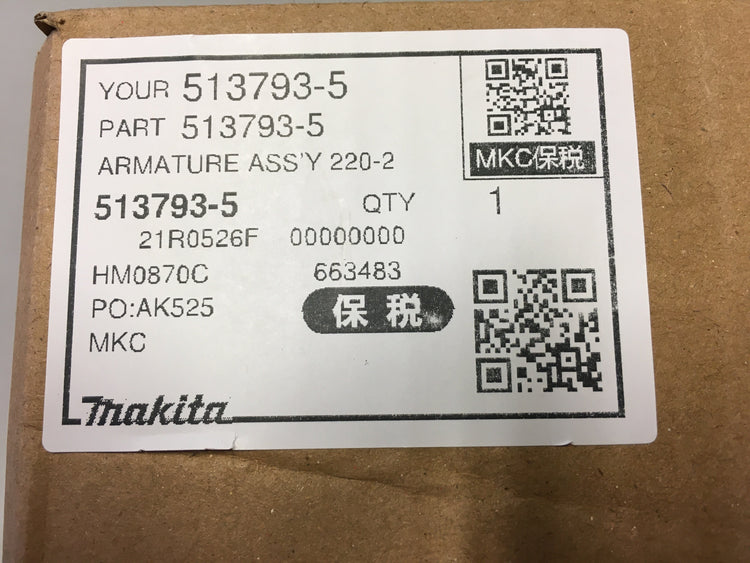 YOUR 513793-5
PART 513793-5
ARMATURE ASS'Y 220-2
MKC保税
513793-5 QTY 1
21R0526F 00000000
HM0870C 663483
PO:AK525 保税
MKC
makita